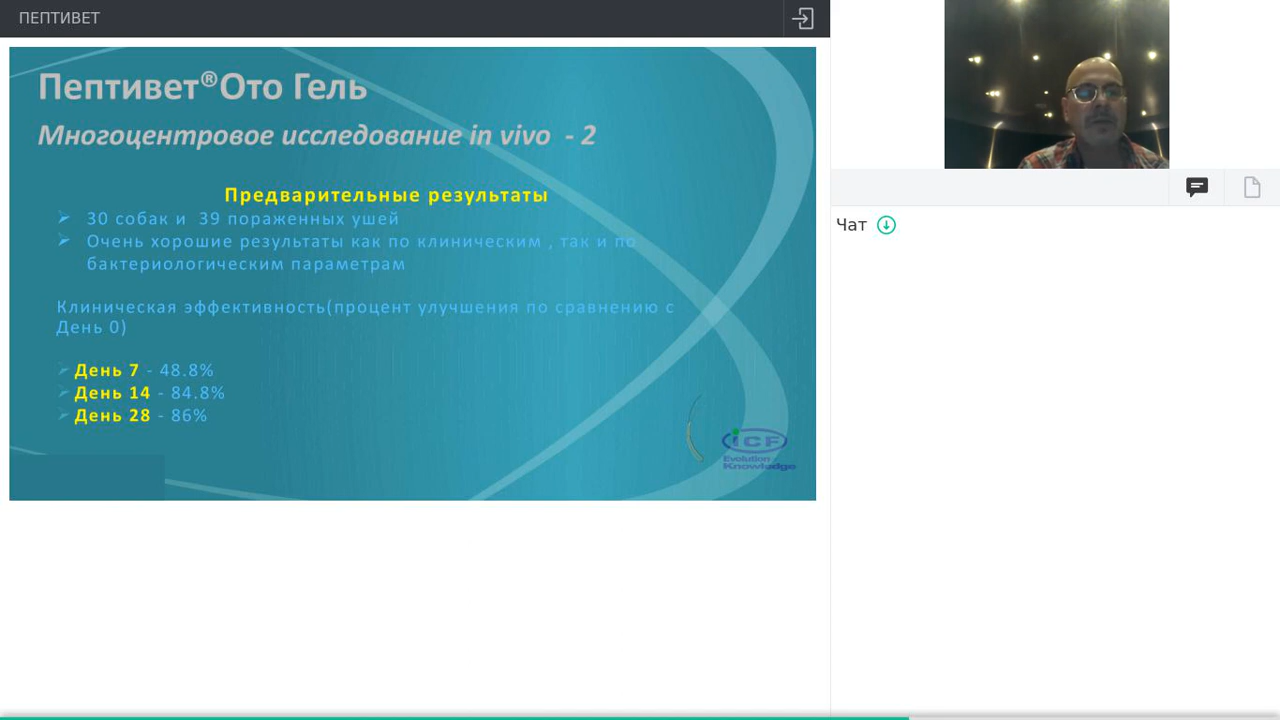 ПЕПТИВЕТ
Пептивет®Ото Гель
Многоцентровое исследование in vivo - 2
Предварительные результаты
30 собак и 39 пораженных ушей
Очень хорошие результаты как по клиническим , так и по
бактериологическим параметрам
Клиническая эффективность(процент улучшения по сравнению с
День 0)
День 7 - 48.8%
День 14 - 84.8%
День 28 - 86%
iCF
Evolution
Knowledge
Чат